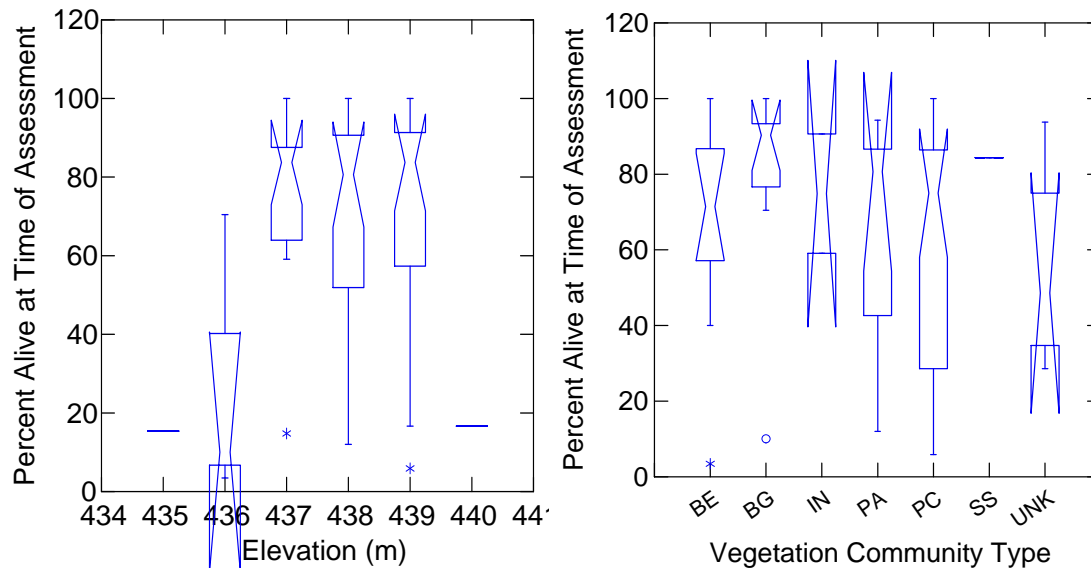 120
100
80
60
40
20
0
Percent Alive at Time of Assessment
434 435 436 437 438 439 440 441
Elevation (m)
120
100
80
60
40
20
0
Percent Alive at Time of Assessment
BE BG IN PA PC SS UNK
Vegetation Community Type